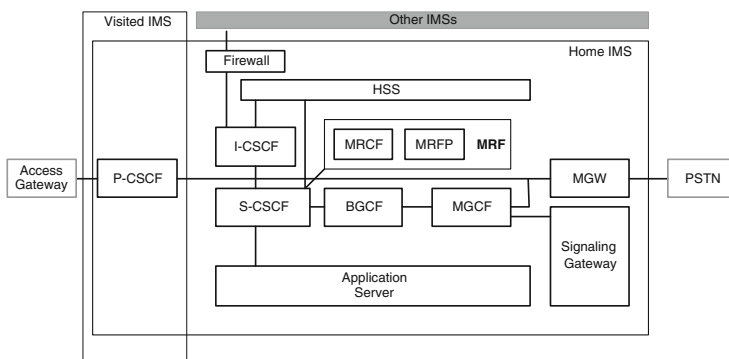 Visited IMS
Other IMSs
Firewall
Home IMS
HSS
I-CSCF
MRCF
MRFP
MRF
Access
Gateway
P-CSCF
MGW
PSTN
S-CSCF
BGCF
MGCF
Signaling
Gateway
Application
Server